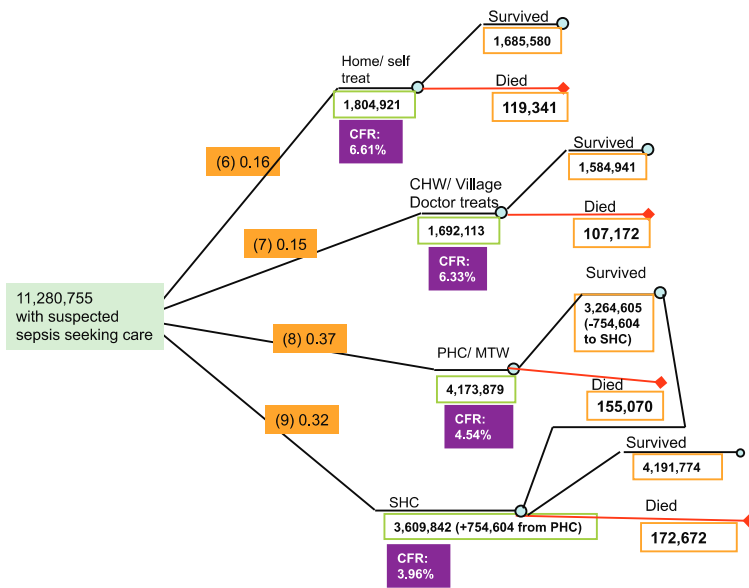 Survived
1,685,580
Home/ self
treat
Died
1,804,921
119,341
CFR:
6.61%
(6) 0.16
Survived
1,584,941
CHW/ Village
Doctor treats
Died
1,692,113
107,172
CFR:
6.33%
(7) 0.15
11,280,755
with suspected
sepsis seeking care
Survived
3,264,605
(-754,604
to SHC)
(8) 0.37
PHC/ MTW
Died
4,173,879
155,070
CFR:
4.54%
(9) 0.32
Survived
4,191,774
SHC
Died
3,609,842 (+754,604 from PHC)
172,672
CFR:
3.96%